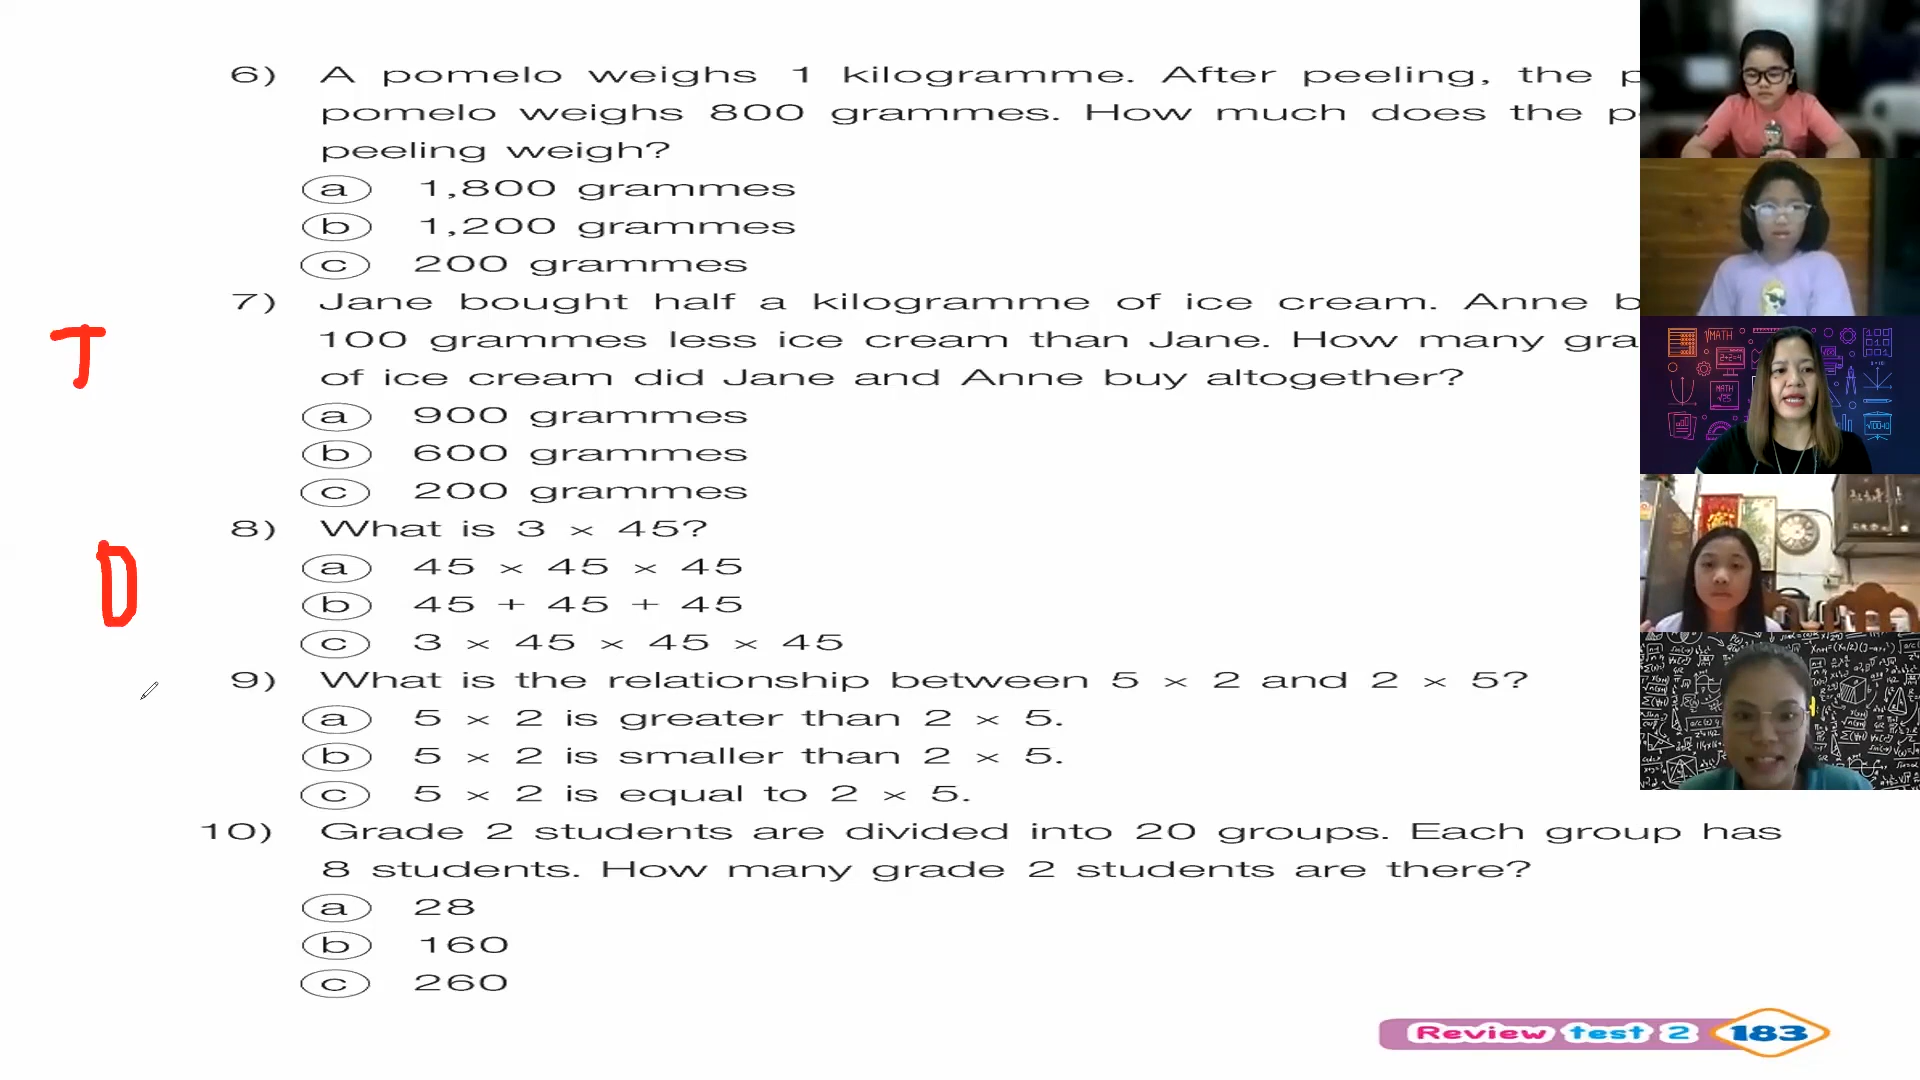 6) A pomelo weighs 1 kilogramme. After peeling, the
pomelo weighs 800 grammes. How much does the
peeling weigh?
a 1,800 grammes
b 1,200 grammes
c 200 grammes
7) Jane bought half a kilogramme of ice cream. Anne b
100 grammes less ice cream than Jane. How many gra
of ice cream did Jane and Anne buy altogether?
a 900 grammes
b 600 grammes
c 200 grammes
8) What is 3 × 45?
a 45 × 45 × 45
b 45 + 45 + 45
c 3 × 45 × 45 × 45
9) What is the relationship between 5 × 2 and 2 × 5?
a 5 × 2 is greater than 2 × 5.
b 5 × 2 is smaller than 2 × 5.
c 5 × 2 is equal to 2 × 5.
10) Grade 2 students are divided into 20 groups. Each group has
8 students. How many grade 2 students are there?
a 28
b 160
c 260
J
D
Review test 2 183
√MATH
2+2=4
MATH